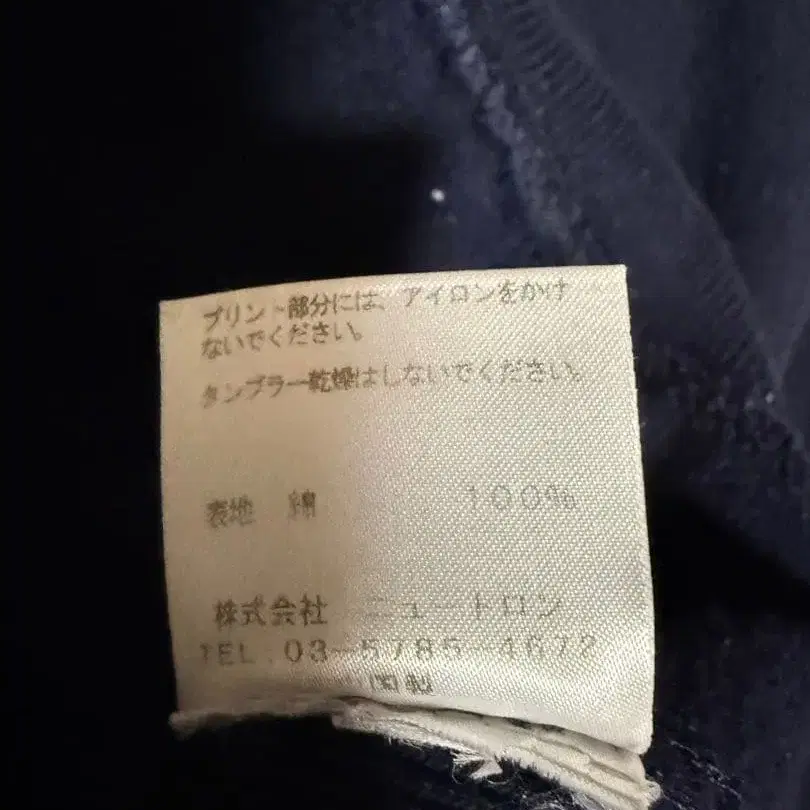 プリント部分には、アイロンをかけ
ないでください。
タンブラー乾燥はしないでください。
表地 綿 100%
株式会社 ニュートロン
TEL.03-5785-4672
国製